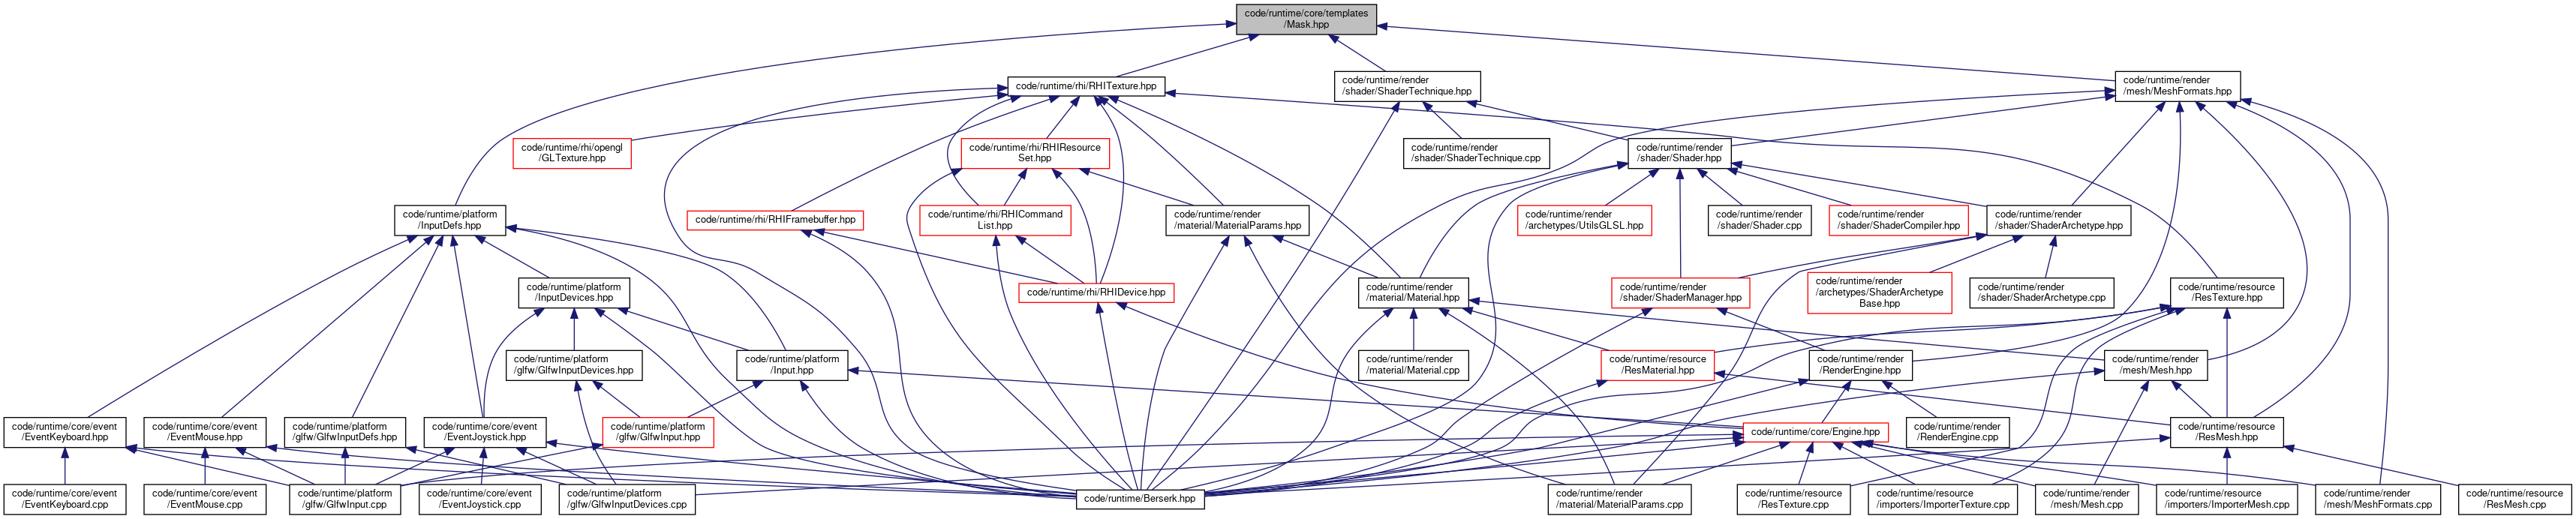 code/runtime/core/templates
/Mask.hpp
code/runtime/rhi/RHITexture.hpp
code/runtime/render
/shader/ShaderTechnique.hpp
code/runtime/render
/mesh/MeshFormats.hpp
code/runtime/rhi/opengl
/GLTexture.hpp
code/runtime/rhi/RHIResource
Set.hpp
code/runtime/render
/shader/ShaderTechnique.cpp
code/runtime/render
/shader/Shader.hpp
code/runtime/platform
/InputDefs.hpp
code/runtime/rhi/RHIFramebuffer.hpp
code/runtime/rhi/RHICommand
List.hpp
code/runtime/render
/material/MaterialParams.hpp
code/runtime/render
/archetypes/UtilsGLSL.hpp
code/runtime/render
/shader/Shader.cpp
code/runtime/render
/shader/ShaderCompiler.hpp
code/runtime/render
/shader/ShaderArchetype.hpp
code/runtime/platform
/InputDevices.hpp
code/runtime/rhi/RHIDevice.hpp
code/runtime/render
/material/Material.hpp
code/runtime/render
/shader/ShaderManager.hpp
code/runtime/render
/archetypes/ShaderArchetype
Base.hpp
code/runtime/render
/shader/ShaderArchetype.cpp
code/runtime/resource
/ResTexture.hpp
code/runtime/platform
/glfw/GlfwInputDevices.hpp
code/runtime/platform
/Input.hpp
code/runtime/render
/material/Material.cpp
code/runtime/resource
/ResMaterial.hpp
code/runtime/render
/RenderEngine.hpp
code/runtime/render
/mesh/Mesh.hpp
code/runtime/core/event
/EventKeyboard.hpp
code/runtime/core/event
/EventMouse.hpp
code/runtime/platform
/glfw/GlfwInputDefs.hpp
code/runtime/core/event
/EventJoystick.hpp
code/runtime/platform
/glfw/GlfwInput.hpp
code/runtime/core/Engine.hpp
code/runtime/render
/RenderEngine.cpp
code/runtime/resource
/ResMesh.hpp
code/runtime/core/event
/EventKeyboard.cpp
code/runtime/core/event
/EventMouse.cpp
code/runtime/platform
/glfw/GlfwInput.cpp
code/runtime/core/event
/EventJoystick.cpp
code/runtime/platform
/glfw/GlfwInputDevices.cpp
code/runtime/Berserk.hpp
code/runtime/render
/material/MaterialParams.cpp
code/runtime/resource
/ResTexture.cpp
code/runtime/resource
/importers/ImporterTexture.cpp
code/runtime/render
/mesh/Mesh.cpp
code/runtime/resource
/importers/ImporterMesh.cpp
code/runtime/render
/mesh/MeshFormats.cpp
code/runtime/resource
/ResMesh.cpp